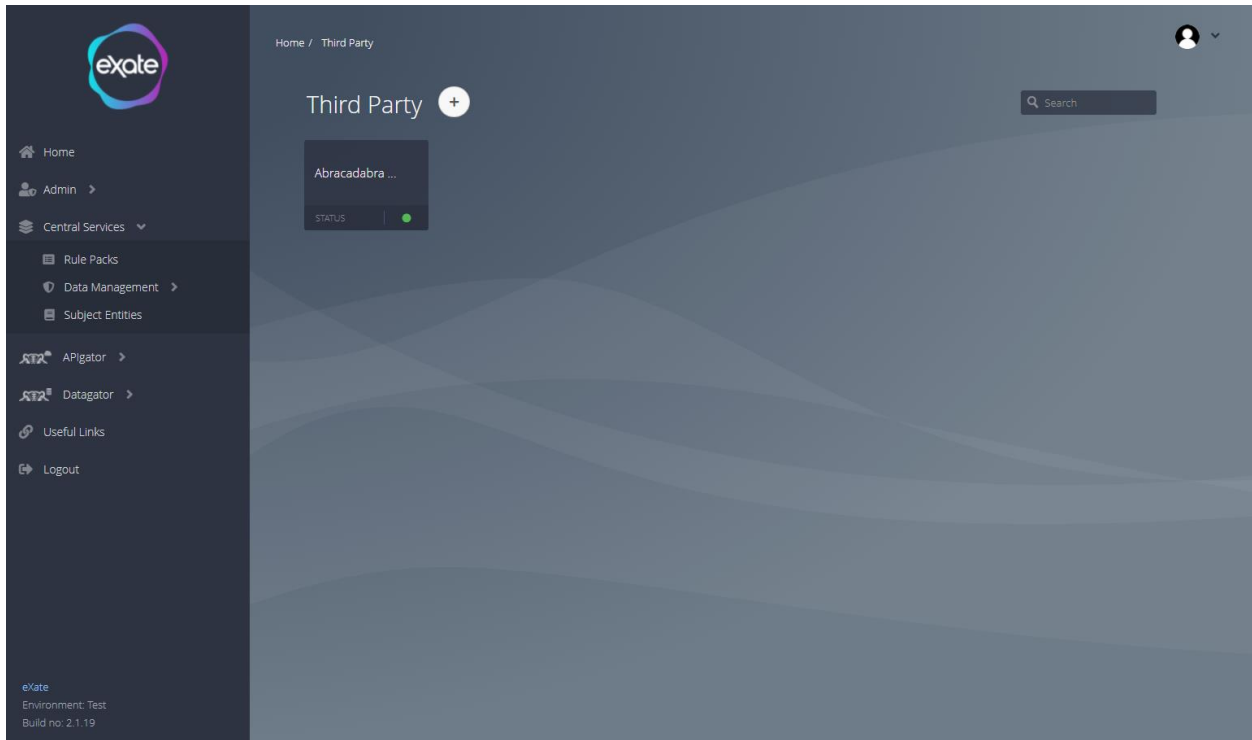 exate
Home / Third Party
Third Party +
Search
Abracadabra ...
STATUS
Home
Admin
Central Services
Rule Packs
Data Management
Subject Entities
APIgator
Datagator
Useful Links
Logout
eXate
Environment: Test
Build no: 2.1.19